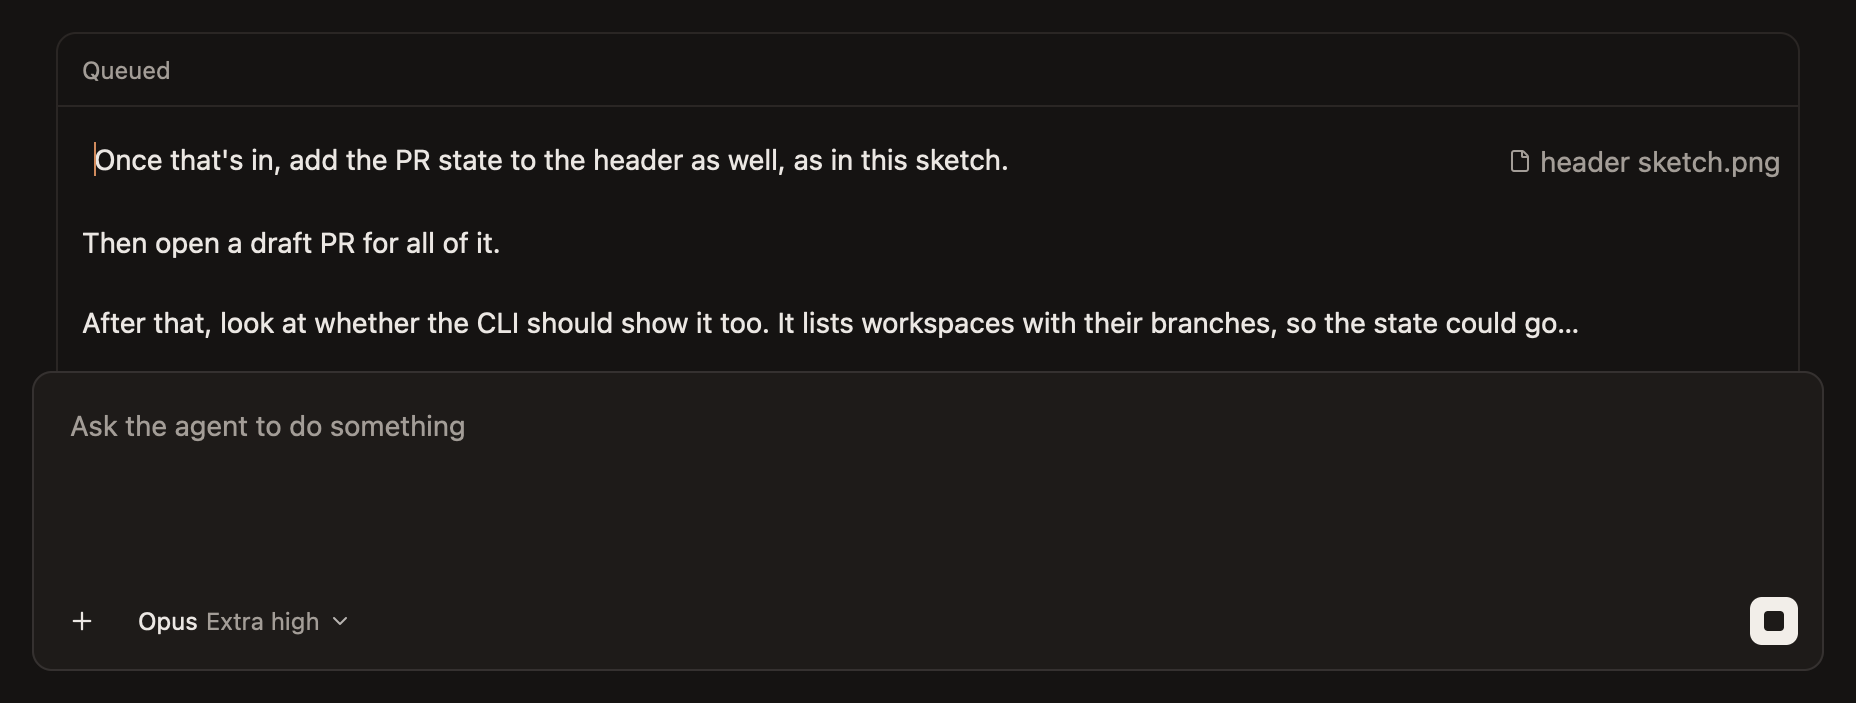 Queued
Once that's in, add the PR state to the header as well, as in this sketch. header sketch.png
Then open a draft PR for all of it.
After that, look at whether the CLI should show it too. It lists workspaces with their branches, so the state could go...
Ask the agent to do something
Opus Extra high